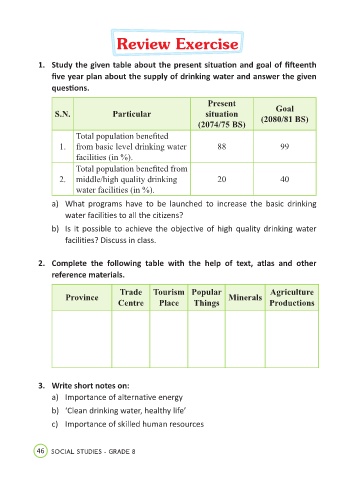 Review Exercise
1. Study the given table about the present situation and goal of fifteenth
five year plan about the supply of drinking water and answer the given
questions.
S.N. Particular Present situation (2074/75 BS) Goal (2080/81 BS)
1. Total population benefited from basic level drinking water facilities (in %). 88 99
2. Total population benefited from middle/high quality drinking water facilities (in %). 20 40
a) What programs have to be launched to increase the basic drinking
water facilities to all the citizens?
b) Is it possible to achieve the objective of high quality drinking water
facilities? Discuss in class.
2. Complete the following table with the help of text, atlas and other
reference materials.
Province Trade Centre Tourism Place Popular Things Minerals Agriculture Productions
3. Write short notes on:
a) Importance of alternative energy
b) ‘Clean drinking water, healthy life’
c) Importance of skilled human resources
46 SOCIAL STUDIES - GRADE 8